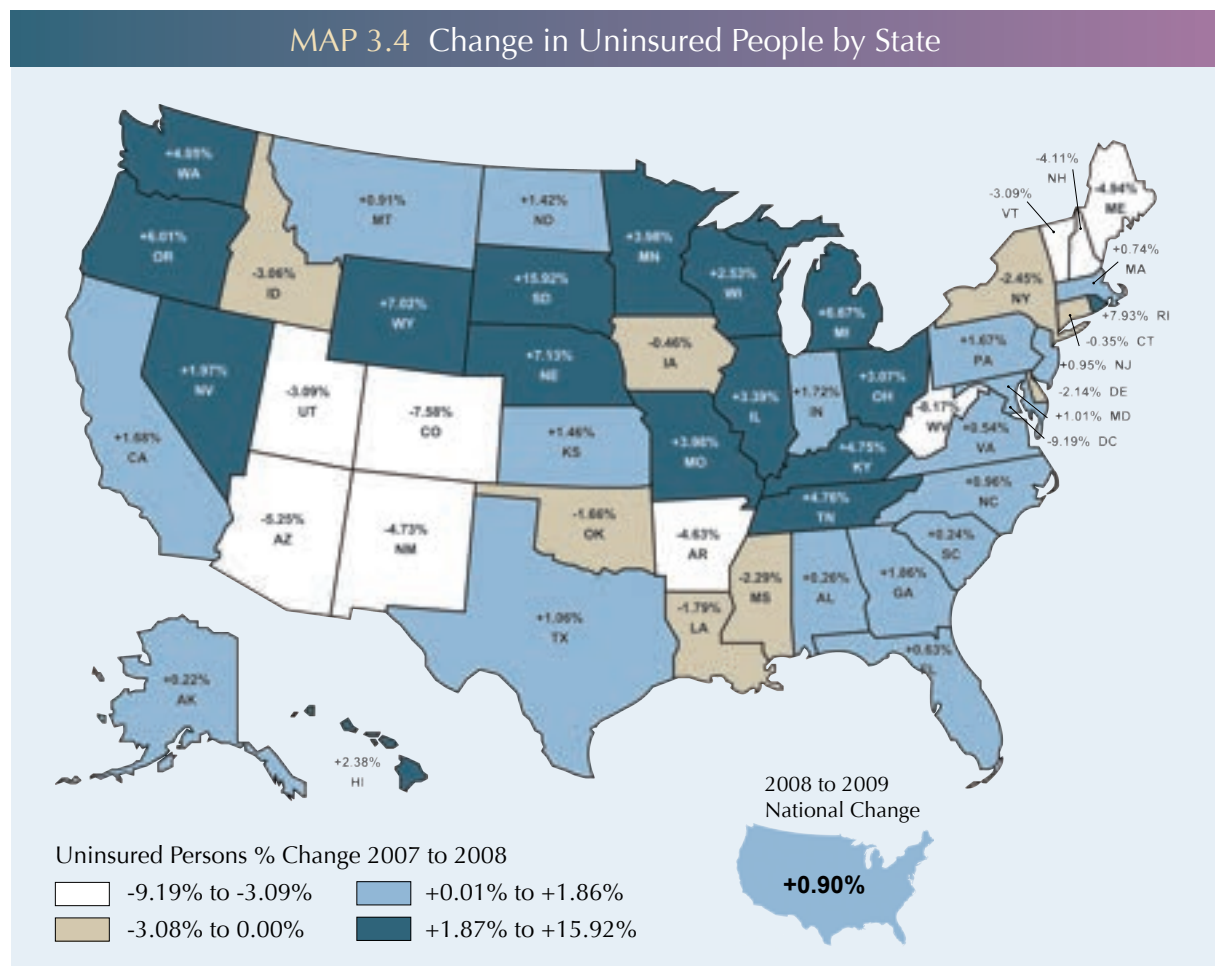 MAP 3.4 Change in Uninsured People by State
-4.11%
NH
-3.09%
VT
-4.94%
ME
WA
+0.91%
MT
+1.42%
ND
+3.98%
MN
+6.01%
OR
-3.06%
ID
+15.92%
SD
+2.53%
WI
-2.45%
NY
+0.74%
MA
+7.02%
WY
+6.67%
MI
+7.93% RI
-0.35% CT
+1.97%
NV
+7.13%
NE
-0.46%
IA
+1.67%
PA
+0.95% NJ
-3.09%
UT
-7.58%
CO
+3.39%
IL
+1.72%
IN
+3.07%
OH
-2.14% DE
+1.01% MD
WV
+0.54%
VA
-9.19% DC
+1.68%
CA
+1.46%
KS
+3.98%
MO
+4.75%
KY
+0.96%
NC
-5.25%
AZ
-4.73%
NM
OK
-4.63%
AR
+4.76%
TN
+0.24%
SC
-2.29%
MS
+0.26%
AL
+1.86%
GA
+1.06%
TX
-1.79%
LA
FL
+0.22%
AK
+2.38%
HI
2008 to 2009
National Change
+0.90%
Uninsured Persons % Change 2007 to 2008
-9.19% to -3.09%
+0.01% to +1.86%
-3.08% to 0.00%
+1.87% to +15.92%